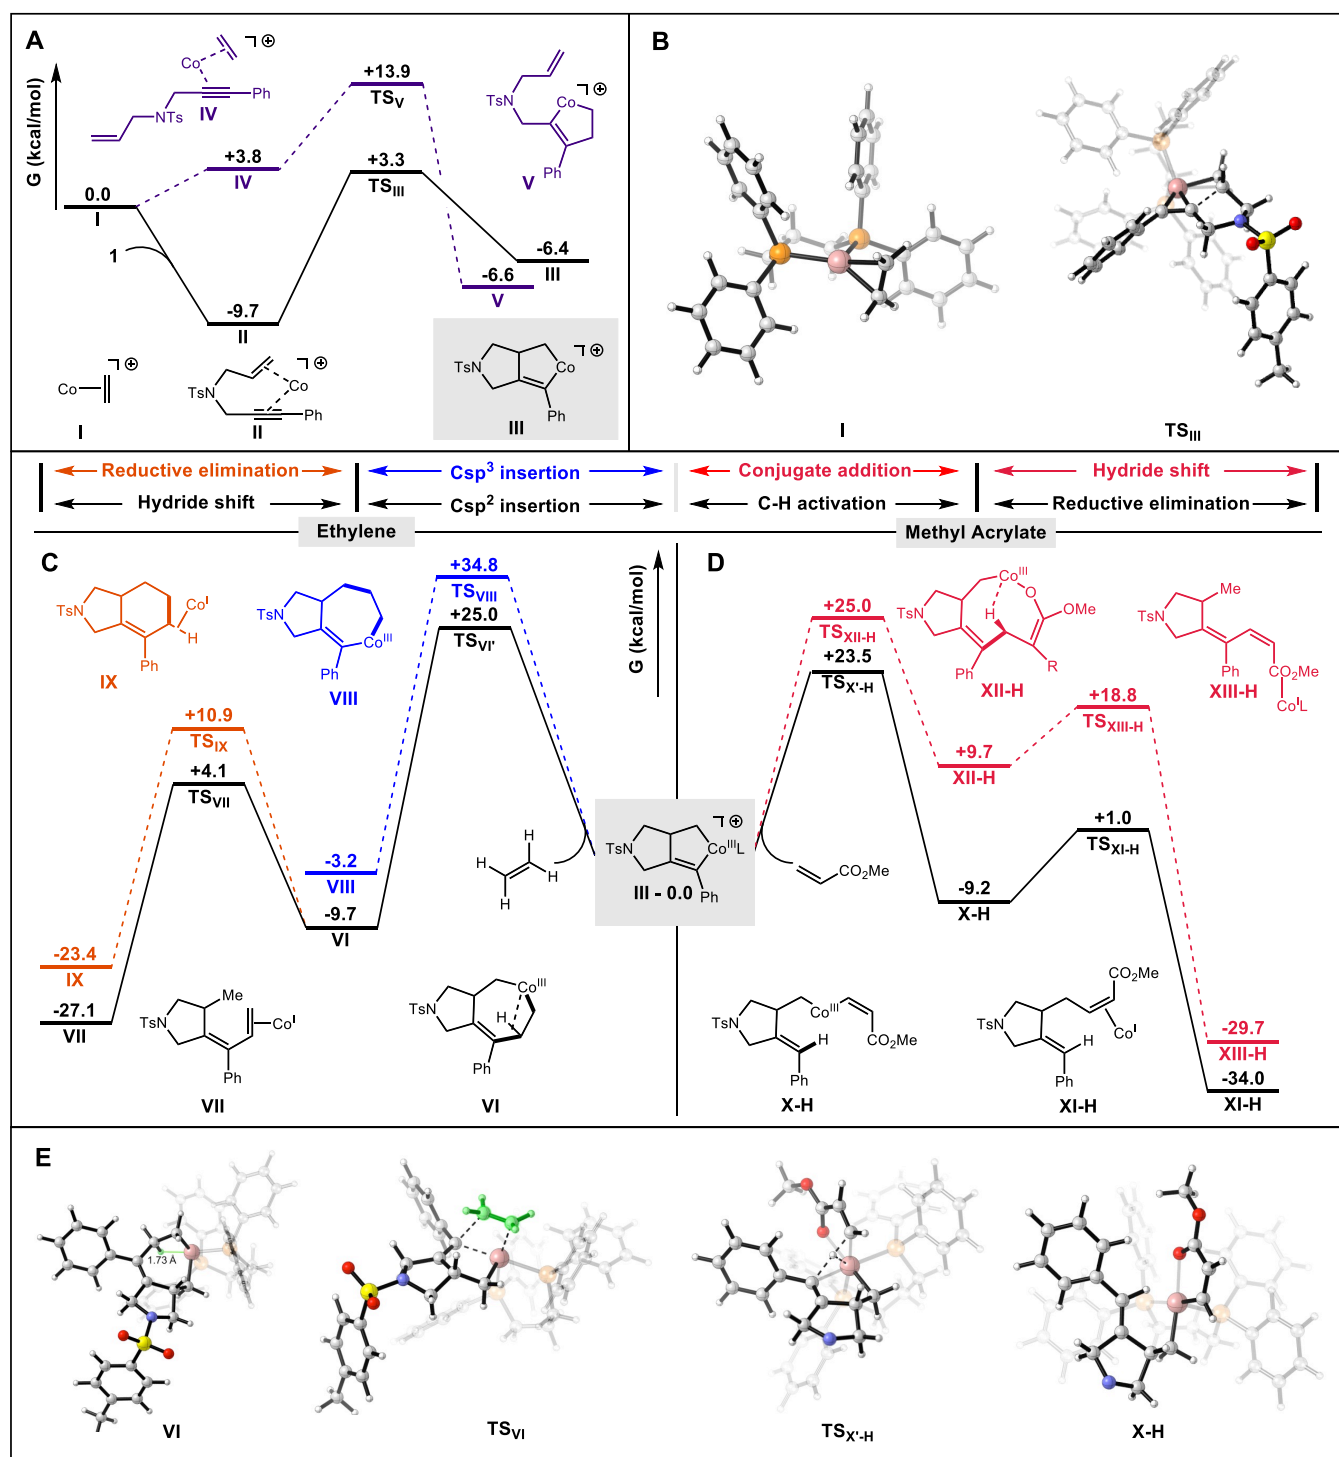 A
G (kcal/mol)
Co
⊕
Ph
N
Ts
IV
+13.9
TSV
TsN
Co
⊕
Ph
V
0.0
I
+3.8
IV
+3.3
TSIII
1
-9.7
II
-6.4
III
-6.6
V
Co
⊕
I
TsN
Co
⊕
Ph
II
TsN
Co
⊕
Ph
III
B
I
TSIII
Reductive elimination
Csp3 insertion
Conjugate addition
Hydride shift
Hydride shift
Csp2 insertion
C-H activation
Reductive elimination
Ethylene
Methyl Acrylate
C
G (kcal/mol)
TsN
CoI
H
Ph
IX
TsN
CoIII
Ph
VIII
+34.8
TSVIII
+25.0
TSVI'
+10.9
TSIX
+4.1
TSVII
-3.2
VIII
-9.7
VI
-23.4
IX
-27.1
VII
H
H
H
H
TsN
Me
CoI
Ph
VII
TsN
CoIII
H
Ph
VI
TsN
CoIIIL
⊕
Ph
III - 0.0
D
+25.0
TSXII-H
+23.5
TSX'-H
TsN
CoIII
O
H
OMe
Ph
R
XII-H
TsN
Me
Ph
CO2Me
CoIL
XIII-H
+18.8
TSXIII-H
+9.7
XII-H
+1.0
TSXI-H
-9.2
X-H
CO2Me
-29.7
XIII-H
-34.0
XI-H
TsN
CoIII
H
CO2Me
Ph
X-H
TsN
CO2Me
CoI
H
Ph
XI-H
E
1.73 Å
VI
TSVI
TSX'-H
X-H